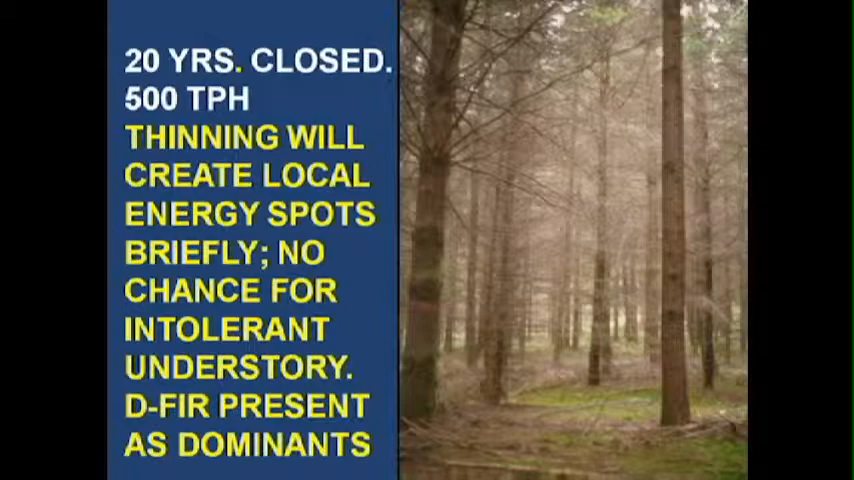 20 YRS. CLOSED.
500 TPH
THINNING WILL
CREATE LOCAL
ENERGY SPOTS
BRIEFLY; NO
CHANCE FOR
INTOLERANT
UNDERSTORY.
D-FIR PRESENT
AS DOMINANTS